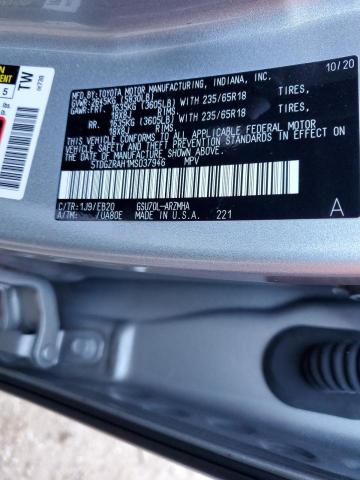 MFD BY: TOYOTA MOTOR MANUFACTURING, INDIANA, INC. 10/20
GVWR: 2645KG (5830LB)
GAWR: FRT. 1635KG (3605LB) WITH 235/65R18 TIRES,
18X8J RIMS,
RR. 1635KG (3605LB) WITH 235/65R18 TIRES,
18X8J RIMS
THIS VEHICLE CONFORMS TO ALL APPLICABLE FEDERAL MOTOR
VEHICLE SAFETY AND THEFT PREVENTION STANDARDS IN EFFECT
ON THE DATE OF MANUFACTURE SHOWN ABOVE.
5TDGZRAH1MS037946 MPV
C/TR: 1J9/EB20 GSU70L-ARZMHA
A/TM: /UA80E MADE IN U.S.A. 221 A
TW
5
lbs.